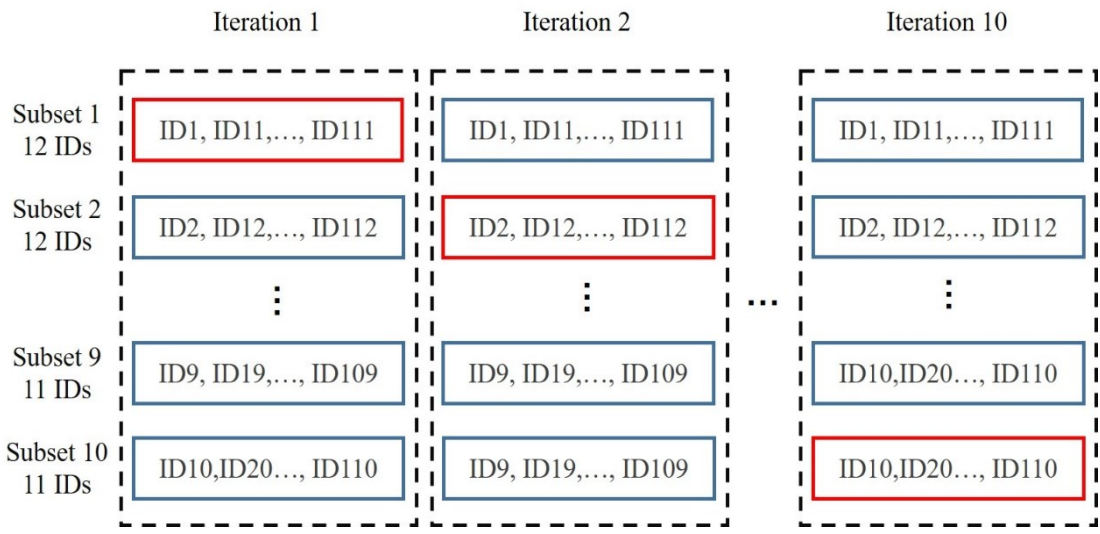 Iteration 1 Iteration 2 Iteration 10
Subset 1
12 IDs
ID1, ID11,…, ID111 ID1, ID11,…, ID111 ID1, ID11,…, ID111
Subset 2
12 IDs
ID2, ID12,…, ID112 ID2, ID12,…, ID112 ID2, ID12,…, ID112
⋮ ⋮ … ⋮
Subset 9
11 IDs
ID9, ID19,…, ID109 ID9, ID19,…, ID109 ID10,ID20…, ID110
Subset 10
11 IDs
ID10,ID20…, ID110 ID9, ID19,…, ID109 ID10,ID20…, ID110